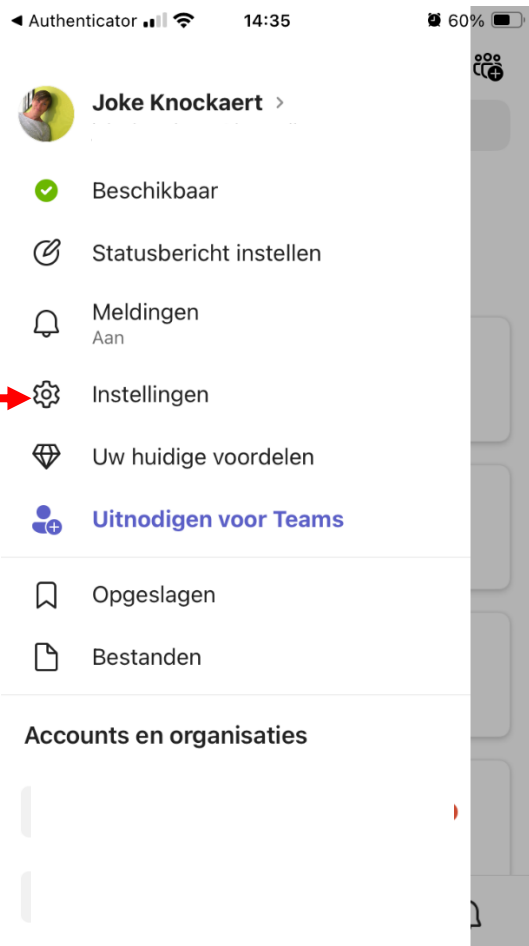 Authenticator 14:35 60%
Joke Knockaert
Beschikbaar
Statusbericht instellen
Meldingen
Aan
Instellingen
Uw huidige voordelen
Uitnodigen voor Teams
Opgeslagen
Bestanden
Accounts en organisaties